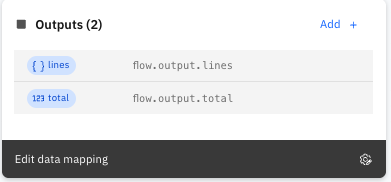 Outputs (2)
Add +
{ } lines flow.output.lines
123 total flow.output.total
Edit data mapping